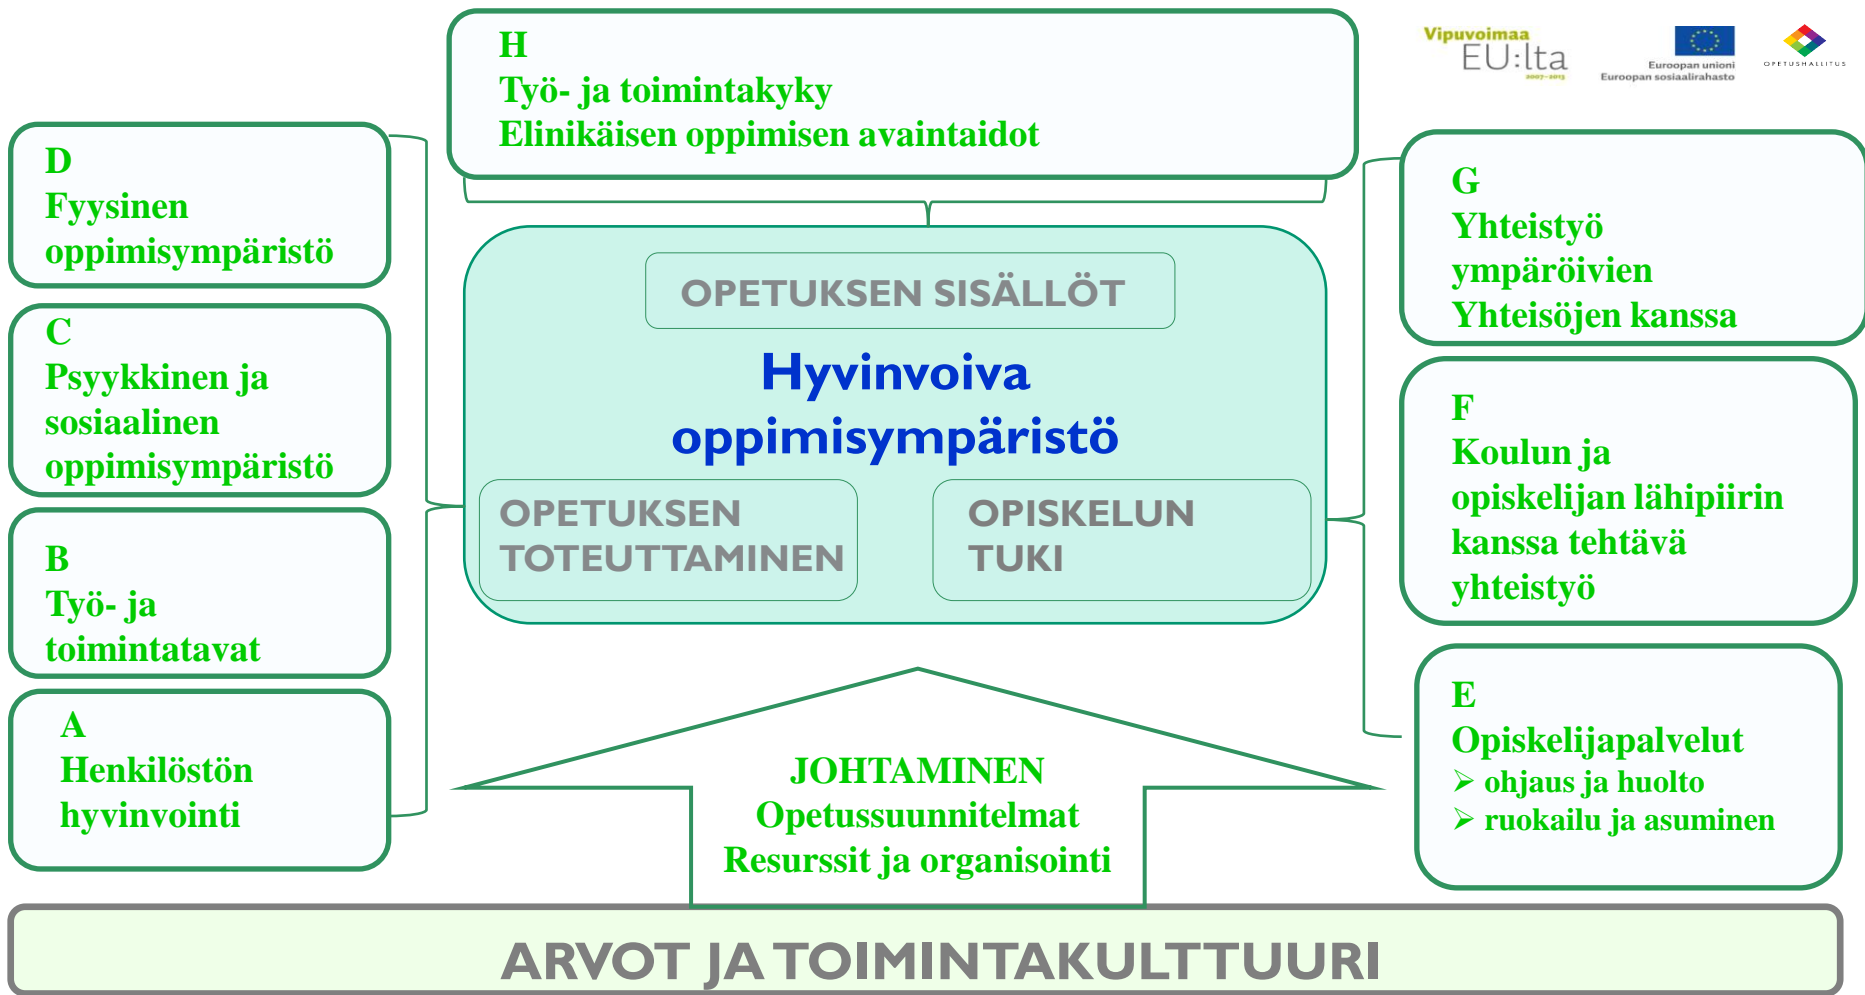 H
Työ- ja toimintakyky
Elinikäisen oppimisen avaintaidot
Vipuvoimaa
EU:lta
2007–2013
Euroopan unioni
Euroopan sosiaalirahasto
OPETUSHALLITUS
D
Fyysinen
oppimisympäristö
C
Psyykkinen ja
sosiaalinen
oppimisympäristö
B
Työ- ja
toimintatavat
A
Henkilöstön
hyvinvointi
OPETUKSEN SISÄLLÖT
Hyvinvoiva
oppimisympäristö
OPETUKSEN
TOTEUTTAMINEN
OPISKELUN
TUKI
G
Yhteistyö
ympäröivien
Yhteisöjen kanssa
F
Koulun ja
opiskelijan lähipiirin
kanssa tehtävä
yhteistyö
E
Opiskelijapalvelut
➢ ohjaus ja huolto
➢ ruokailu ja asuminen
JOHTAMINEN
Opetussuunnitelmat
Resurssit ja organisointi
ARVOT JA TOIMINTAKULTTUURI